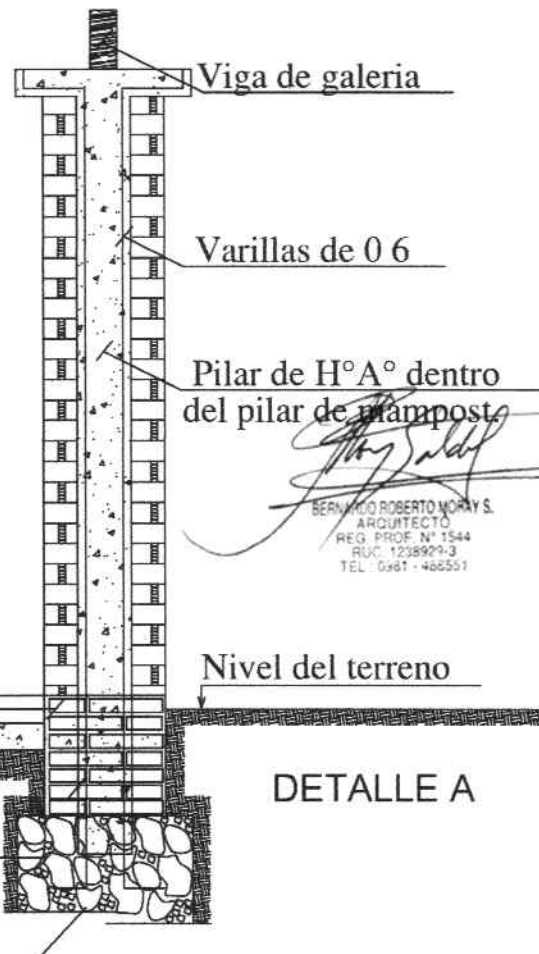 Viga de galeria
Varillas de 0 6
Pilar de H°A° dentro
del pilar de mampost.
BERNARDO ROBERTO MORAY S.
ARQUITECTO
REG. PROF. N° 1544
RUC. 1238929-3
TEL : 0981 - 466551
Nivel del terreno
DETALLE A